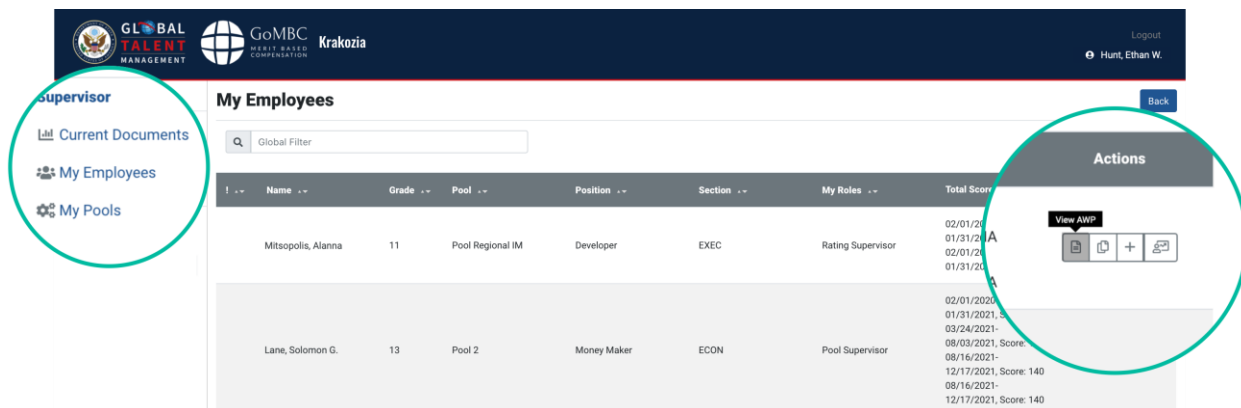 GLOBAL
TALENT
MANAGEMENT
GoMBC
MERIT BASED
COMPENSATION
Krakozia
Logout
Hunt, Ethan W.
Supervisor
Current Documents
My Employees
My Pools
My Employees
Back
Global Filter
! Name Grade Pool Position Section My Roles Total Score
Actions
View AWP
Mitsopolis, Alanna 11 Pool Regional IM Developer EXEC Rating Supervisor
02/01/20
01/31/20
02/01/20
01/31/20
Lane, Solomon G. 13 Pool 2 Money Maker ECON Pool Supervisor
02/01/2020
01/31/2021, S
03/24/2021-
08/03/2021, Score:
08/16/2021-
12/17/2021, Score: 140
08/16/2021-
12/17/2021, Score: 140